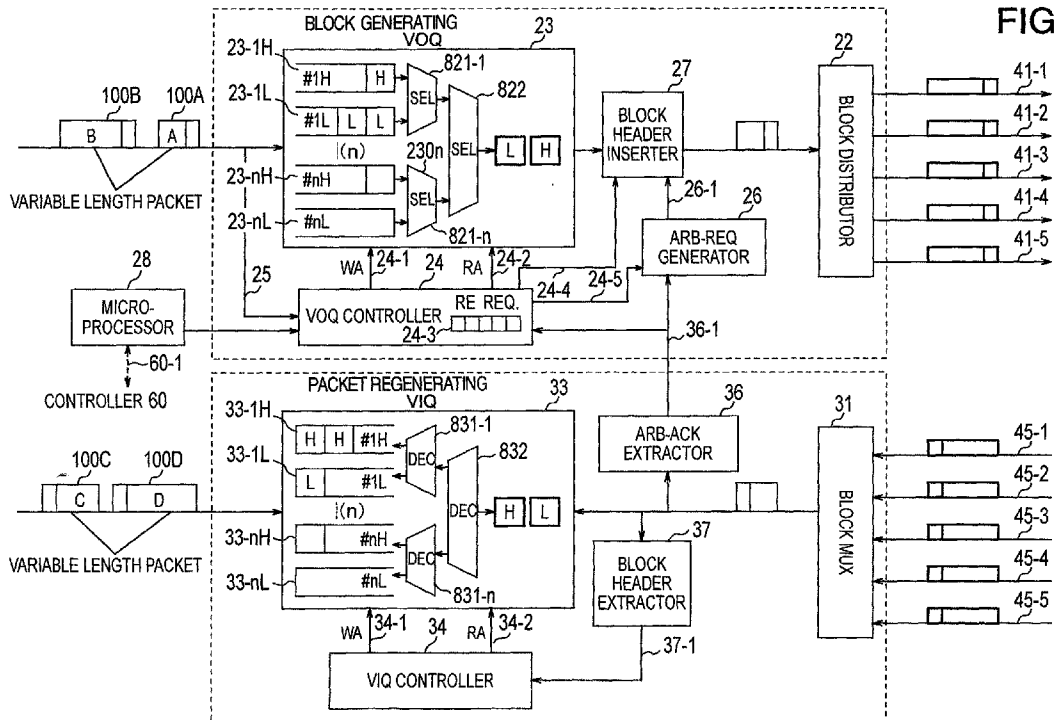 FIG
BLOCK GENERATING
VOQ
23
23-1H
#1H
H
821-1
SEL
822
23-1L
#1L
L
L
SEL
L
H
|(n)
23-nH
#nH
230n
SEL
23-nL
#nL
821-n
100B
100A
B
A
VARIABLE LENGTH PACKET
25
28
MICRO-
PROCESSOR
60-1
CONTROLLER 60
WA
24-1
24
RA
24-2
24-4
24-5
VOQ CONTROLLER
RE REQ.
24-3
27
BLOCK
HEADER
INSERTER
26-1
26
ARB-REQ
GENERATOR
36-1
22
BLOCK DISTRIBUTOR
41-1
41-2
41-3
41-4
41-5
PACKET REGENERATING
VIQ
33
33-1H
H
H
#1H
831-1
DEC
832
33-1L
L
#1L
DEC
H
L
|(n)
33-nH
#nH
DEC
33-nL
#nL
831-n
100C
100D
C
D
VARIABLE LENGTH PACKET
WA
34-1
34
RA
34-2
VIQ CONTROLLER
36
ARB-ACK
EXTRACTOR
37
BLOCK
HEADER
EXTRACTOR
37-1
31
BLOCK MUX
45-1
45-2
45-3
45-4
45-5